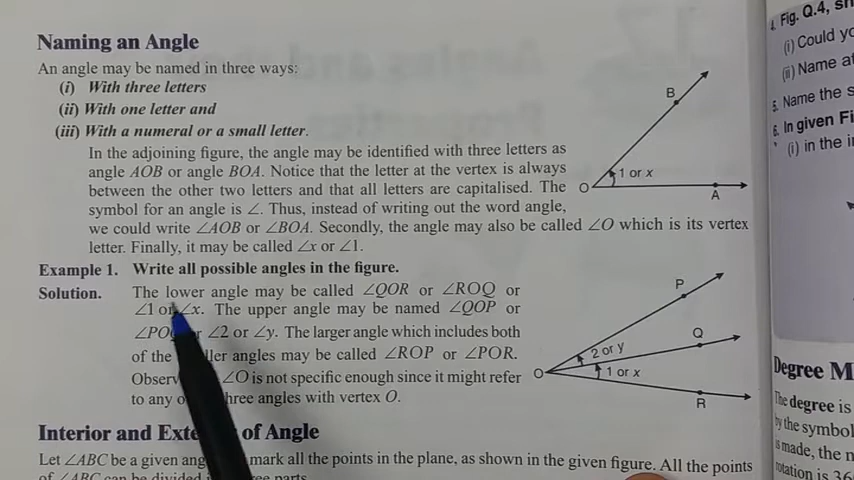 Naming an Angle
An angle may be named in three ways:
(i) With three letters
(ii) With one letter and
(iii) With a numeral or a small letter.
In the adjoining figure, the angle may be identified with three letters as
angle AOB or angle BOA. Notice that the letter at the vertex is always
between the other two letters and that all letters are capitalised. The
symbol for an angle is ∠. Thus, instead of writing out the word angle,
we could write ∠AOB or ∠BOA. Secondly, the angle may also be called ∠O which is its vertex
letter. Finally, it may be called ∠x or ∠1.
B
1 or x
O
A
Example 1. Write all possible angles in the figure.
Solution. The lower angle may be called ∠QOR or ∠ROQ or
∠1 or ∠x. The upper angle may be named ∠QOP or
∠2 or ∠y. The larger angle which includes both
of the angles may be called ∠ROP or ∠POR.
∠O is not specific enough since it might refer
to any three angles with vertex O.
P
Q
2 or y
O
1 or x
R
Interior and of Angle
Let ∠ABC be a given mark all the points in the plane, as shown in the given figure. All the points
4. Fig. Q.4,
(i) Could
(ii) Name
5. Name the
6. In given
(i) in the
Degree
The degree is
by the symbol
is made, the
rotation is